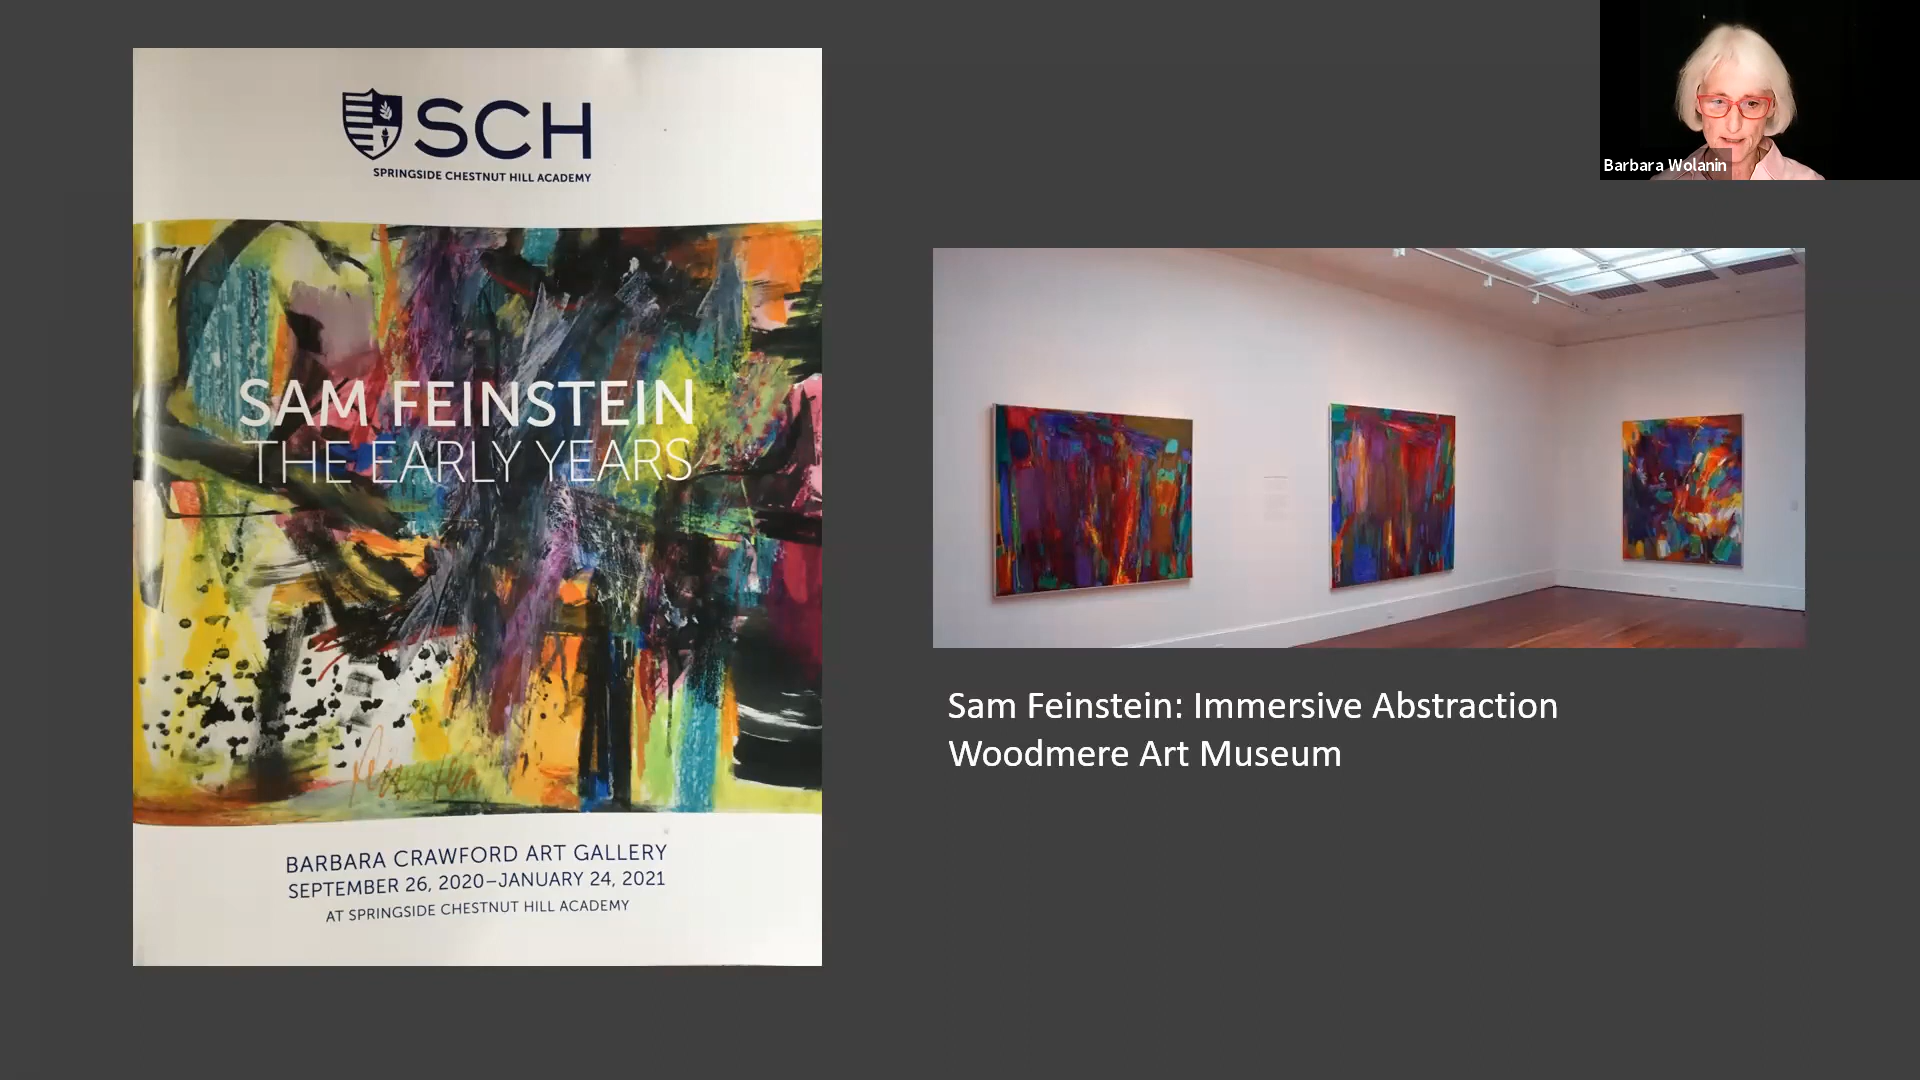 SCH
SPRINGSIDE CHESTNUT HILL ACADEMY
SAM FEINSTEIN
THE EARLY YEARS
Feinstein
BARBARA CRAWFORD ART GALLERY
SEPTEMBER 26, 2020–JANUARY 24, 2021
AT SPRINGSIDE CHESTNUT HILL ACADEMY
Barbara Wolanin
Sam Feinstein: Immersive Abstraction
Woodmere Art Museum